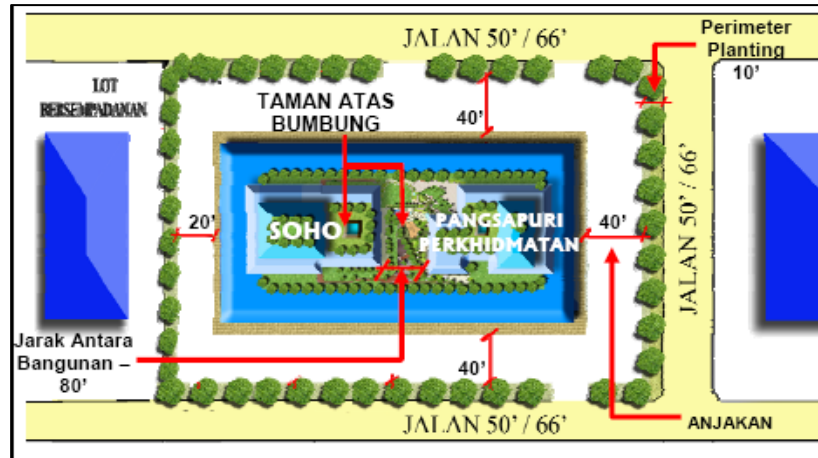 JALAN 50' / 66'
Perimeter
Planting
LOT
BERSEMPADANAN
TAMAN ATAS
BUMBUNG
40'
10'
JALAN 50' / 66'
20'
SOHO
PANGSAPURI
PERKHIDMATAN
40'
Jarak Antara
Bangunan –
80'
40'
ANJAKAN
JALAN 50' / 66'